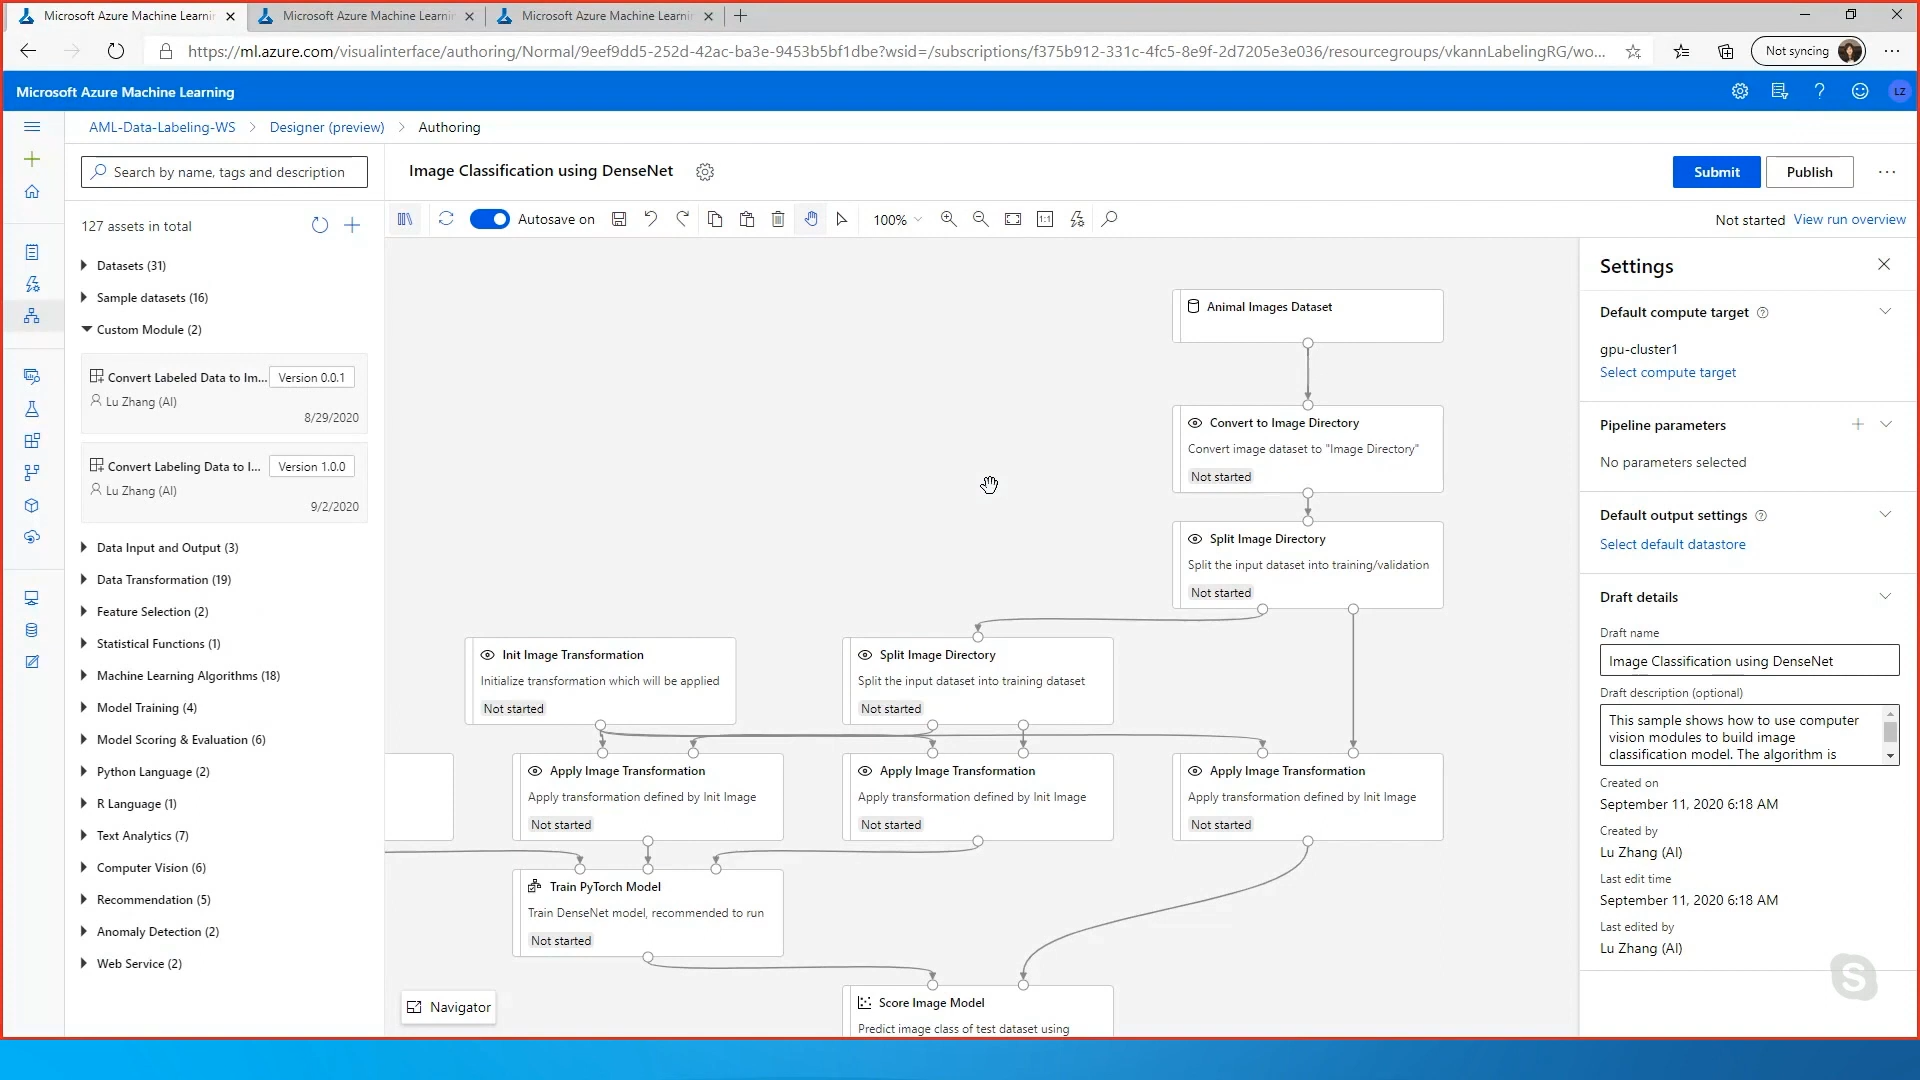 Microsoft Azure Machine Learnin
Microsoft Azure Machine Learnin
Microsoft Azure Machine Learnin
https://ml.azure.com/visualinterface/authoring/Normal/9eef9dd5-252d-42ac-ba3e-9453b5bf1dbe?wsid=/subscriptions/f375b912-331c-4fc5-8e9f-2d7205e3e036/resourcegroups/vkannLabelingRG/wo...
Not syncing
Microsoft Azure Machine Learning
LZ
AML-Data-Labeling-WS > Designer (preview) > Authoring
Search by name, tags and description
Image Classification using DenseNet
Submit
Publish
127 assets in total
Autosave on
100%
1:1
Not started
View run overview
Datasets (31)
Sample datasets (16)
Custom Module (2)
Convert Labeled Data to Im...
Version 0.0.1
Lu Zhang (AI)
8/29/2020
Convert Labeling Data to I...
Version 1.0.0
Lu Zhang (AI)
9/2/2020
Data Input and Output (3)
Data Transformation (19)
Feature Selection (2)
Statistical Functions (1)
Machine Learning Algorithms (18)
Model Training (4)
Model Scoring & Evaluation (6)
Python Language (2)
R Language (1)
Text Analytics (7)
Computer Vision (6)
Recommendation (5)
Anomaly Detection (2)
Web Service (2)
Animal Images Dataset
Convert to Image Directory
Convert image dataset to "Image Directory"
Not started
Split Image Directory
Split the input dataset into training/validation
Not started
Init Image Transformation
Initialize transformation which will be applied
Not started
Split Image Directory
Split the input dataset into training dataset
Not started
Apply Image Transformation
Apply transformation defined by Init Image
Not started
Apply Image Transformation
Apply transformation defined by Init Image
Not started
Apply Image Transformation
Apply transformation defined by Init Image
Not started
Train PyTorch Model
Train DenseNet model, recommended to run
Not started
Score Image Model
Predict image class of test dataset using
Navigator
Settings
Default compute target
gpu-cluster1
Select compute target
Pipeline parameters
No parameters selected
Default output settings
Select default datastore
Draft details
Draft name
Image Classification using DenseNet
Draft description (optional)
This sample shows how to use computer
vision modules to build image
classification model. The algorithm is
Created on
September 11, 2020 6:18 AM
Created by
Lu Zhang (AI)
Last edit time
September 11, 2020 6:18 AM
Last edited by
Lu Zhang (AI)
S